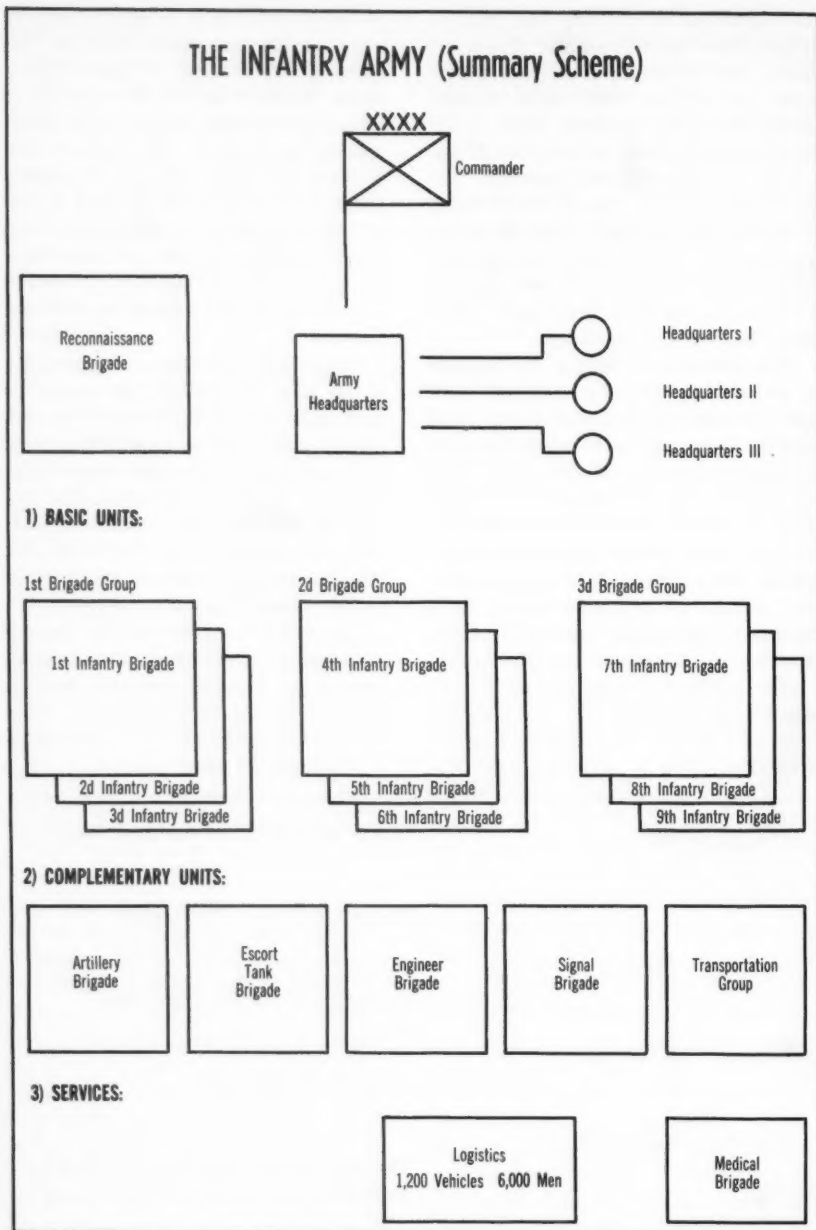 THE INFANTRY ARMY (Summary Scheme)
XXXX
Commander
Reconnaissance
Brigade
Army
Headquarters
Headquarters I
Headquarters II
Headquarters III
1) BASIC UNITS:
1st Brigade Group
1st Infantry Brigade
2d Infantry Brigade
3d Infantry Brigade
2d Brigade Group
4th Infantry Brigade
5th Infantry Brigade
6th Infantry Brigade
3d Brigade Group
7th Infantry Brigade
8th Infantry Brigade
9th Infantry Brigade
2) COMPLEMENTARY UNITS:
Artillery
Brigade
Escort
Tank
Brigade
Engineer
Brigade
Signal
Brigade
Transportation
Group
3) SERVICES:
Logistics
1,200 Vehicles 6,000 Men
Medical
Brigade